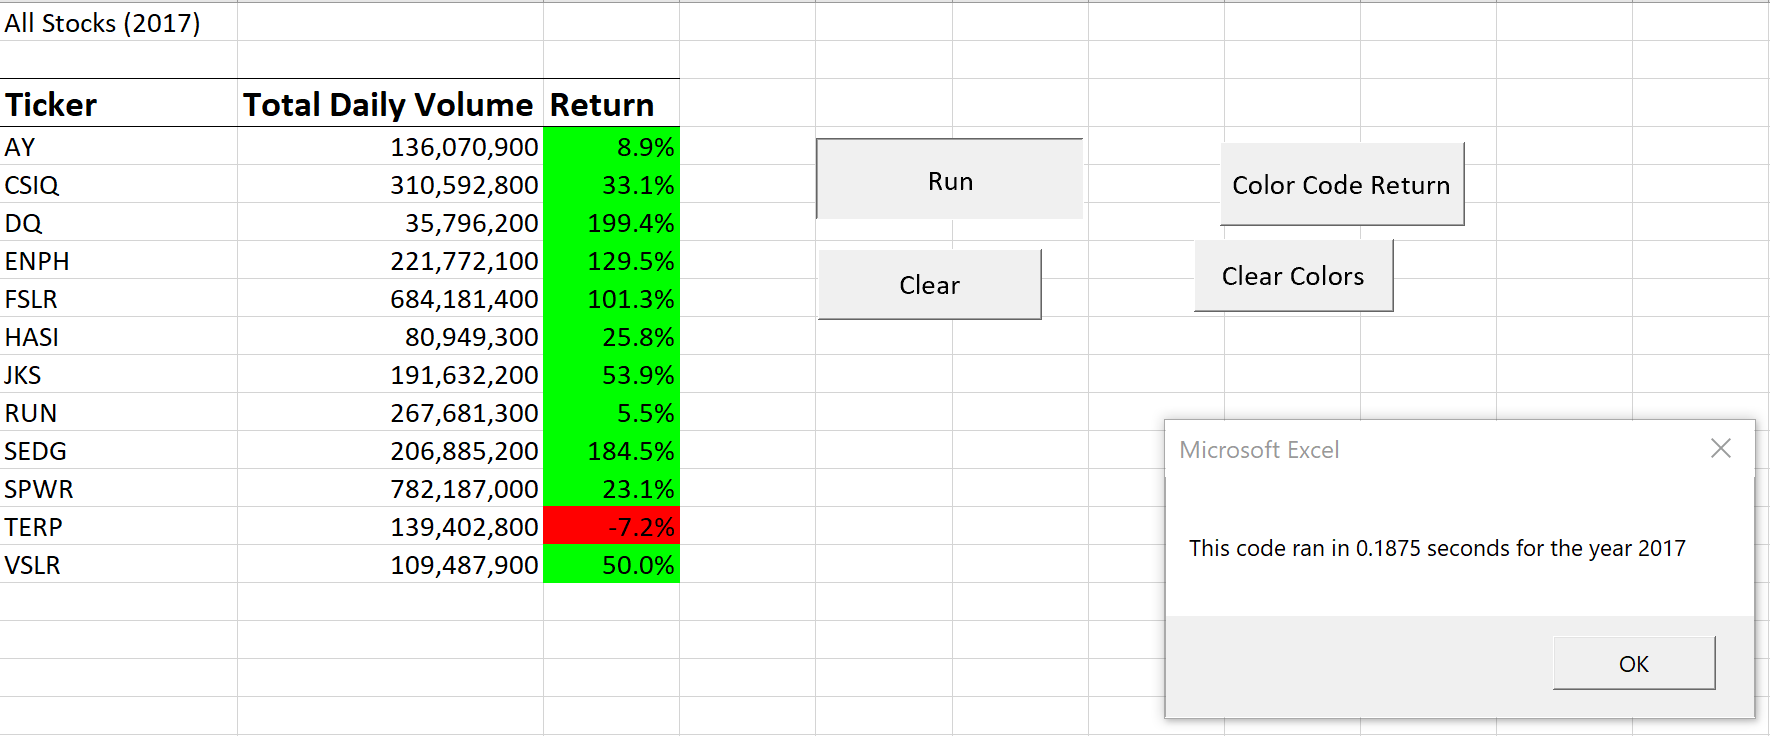 All Stocks (2017)
Ticker Total Daily Volume Return
AY 136,070,900 8.9%
CSIQ 310,592,800 33.1%
DQ 35,796,200 199.4%
ENPH 221,772,100 129.5%
FSLR 684,181,400 101.3%
HASI 80,949,300 25.8%
JKS 191,632,200 53.9%
RUN 267,681,300 5.5%
SEDG 206,885,200 184.5%
SPWR 782,187,000 23.1%
TERP 139,402,800 -7.2%
VSLR 109,487,900 50.0%
Run
Color Code Return
Clear
Clear Colors
Microsoft Excel
This code ran in 0.1875 seconds for the year 2017
OK